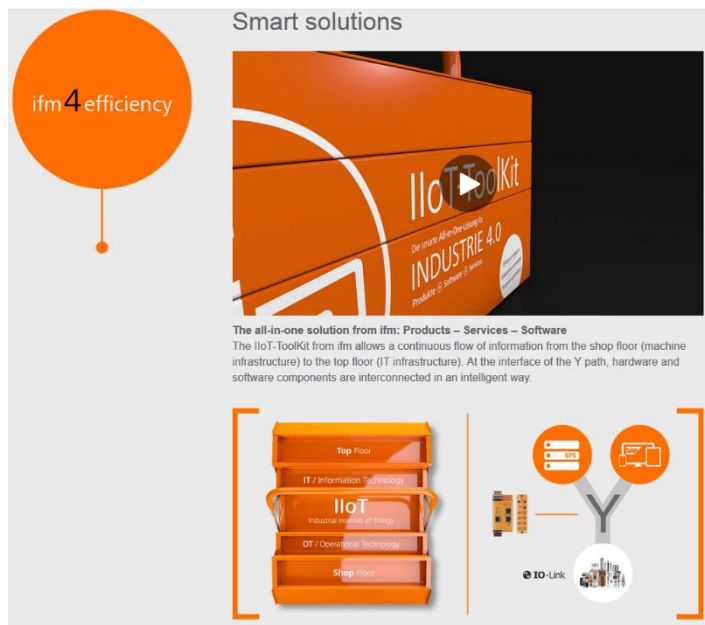 Smart solutions
ifm4efficiency
IIoT-ToolKit
Die smarte All-in-One-Lösung für
INDUSTRIE 4.0
Produkte + Software + Services
The all-in-one solution from ifm: Products – Services – Software
The IIoT-ToolKit from ifm allows a continuous flow of information from the shop floor (machine
infrastructure) to the top floor (IT infrastructure). At the interface of the Y path, hardware and
software components are interconnected in an intelligent way.
Top Floor
IT / Information Technology
IIoT
Industrial Internet of Things
OT / Operational Technology
Shop Floor
SPS
Y
IO-Link